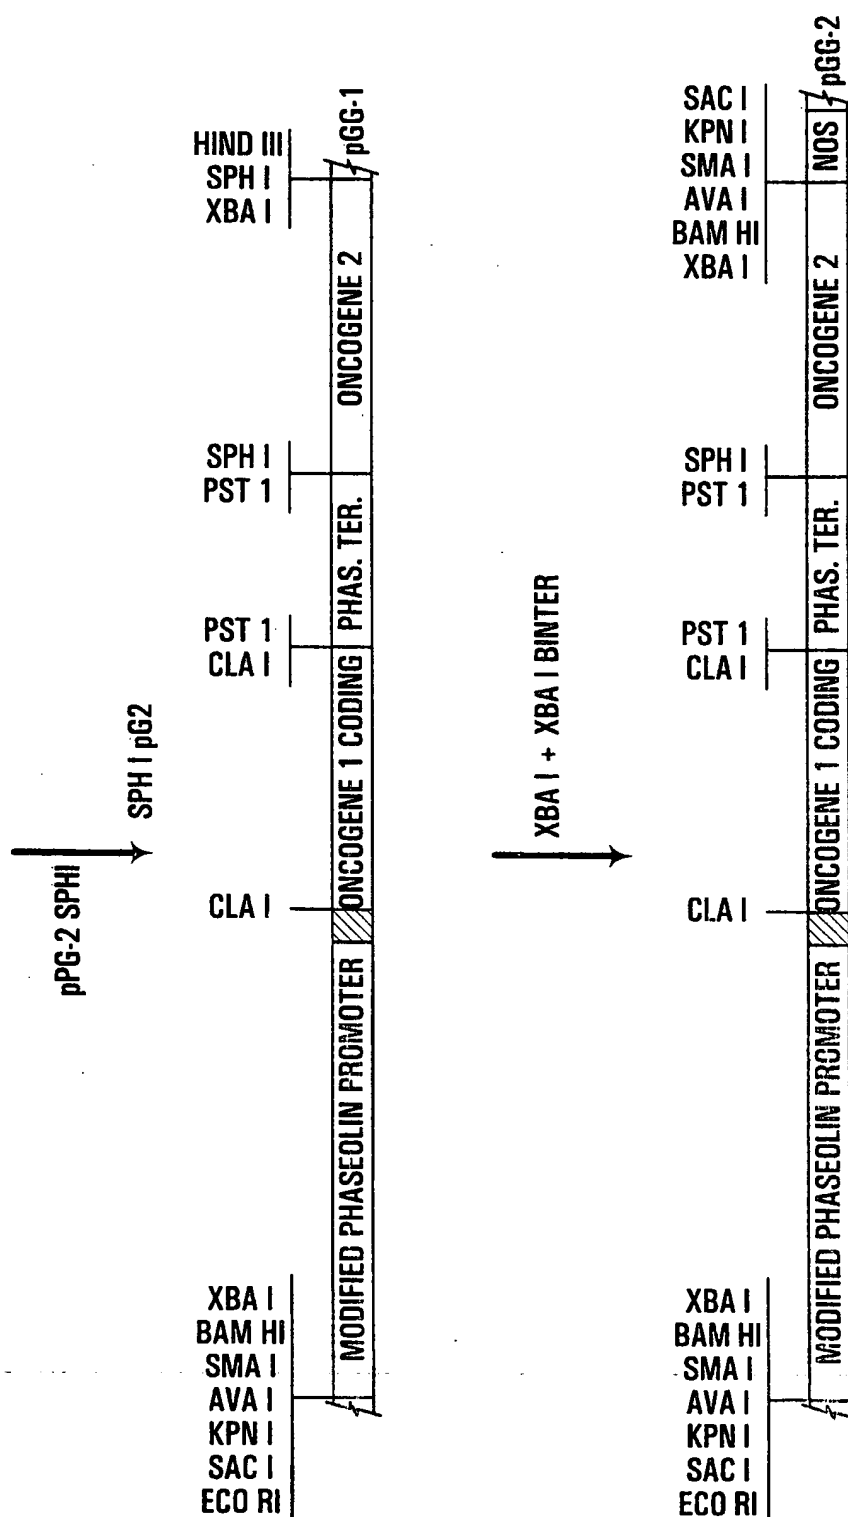 pPG-2 SPHI
SPH I pG2
HIND III
SPH I
XBA I
SPH I
PST 1
PST 1
CLA I
CLA I
XBA I
BAM HI
SMA I
AVA I
KPN I
SAC I
ECO RI
MODIFIED PHASEOLIN PROMOTER
ONCOGENE 1 CODING
PHAS. TER.
ONCOGENE 2
pGG-1
XBA I + XBA I BINTER
SAC I
KPN I
SMA I
AVA I
BAM HI
XBA I
SPH I
PST 1
PST 1
CLA I
CLA I
XBA I
BAM HI
SMA I
AVA I
KPN I
SAC I
ECO RI
MODIFIED PHASEOLIN PROMOTER
ONCOGENE 1 CODING
PHAS. TER.
ONCOGENE 2
NOS
pGG-2